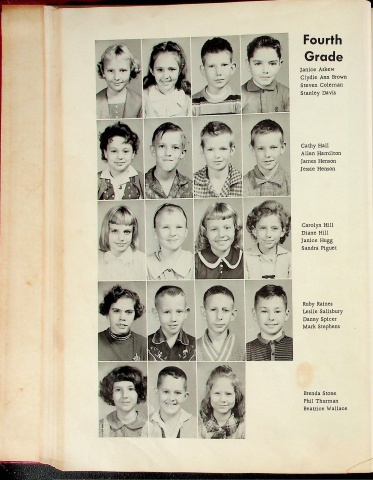 Fourth
Grade
Janice Askew
Clydie Ann Brown
Steven Coleman
Stanley Davis
Cathy Hall
Allan Hamilton
James Henson
Jessie Henson
Carolyn Hill
Diane Hill
Janice Hugg
Sandra Piguet
Ruby Raines
Leslie Salisbury
Danny Spicer
Mark Stephens
Brenda Stone
Phil Thurman
Beatrice Wallace